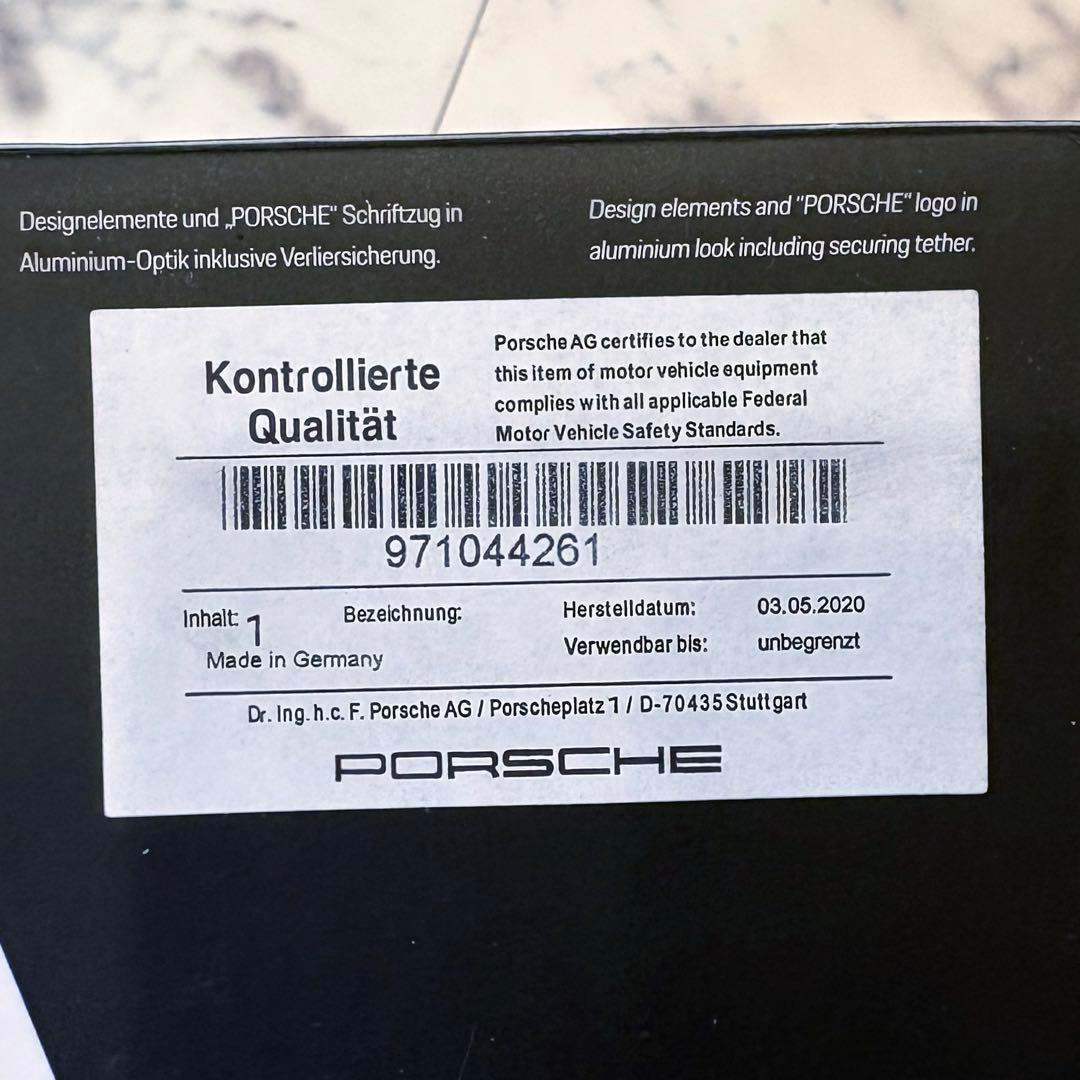 Designelemente und „PORSCHE" Schriftzug in
Aluminium-Optik inklusive Verliersicherung.
Design elements and "PORSCHE" logo in
aluminium look including securing tether.
Kontrollierte
Qualität
Porsche AG certifies to the dealer that
this item of motor vehicle equipment
complies with all applicable Federal
Motor Vehicle Safety Standards.
971044261
Inhalt: 1
Made in Germany
Bezeichnung:
Herstelldatum: 03.05.2020
Verwendbar bis: unbegrenzt
Dr. Ing. h.c. F. Porsche AG / Porscheplatz 1 / D-70435 Stuttgart
PORSCHE